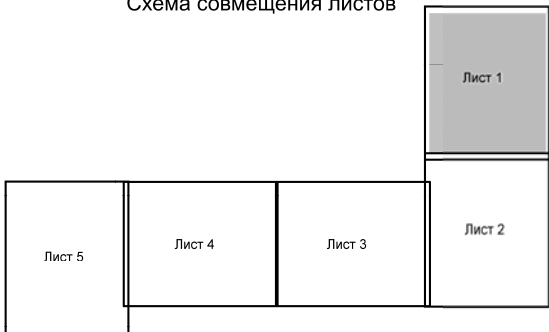 Схема совмещения листов
Лист 1
Лист 2
Лист 5
Лист 4
Лист 3